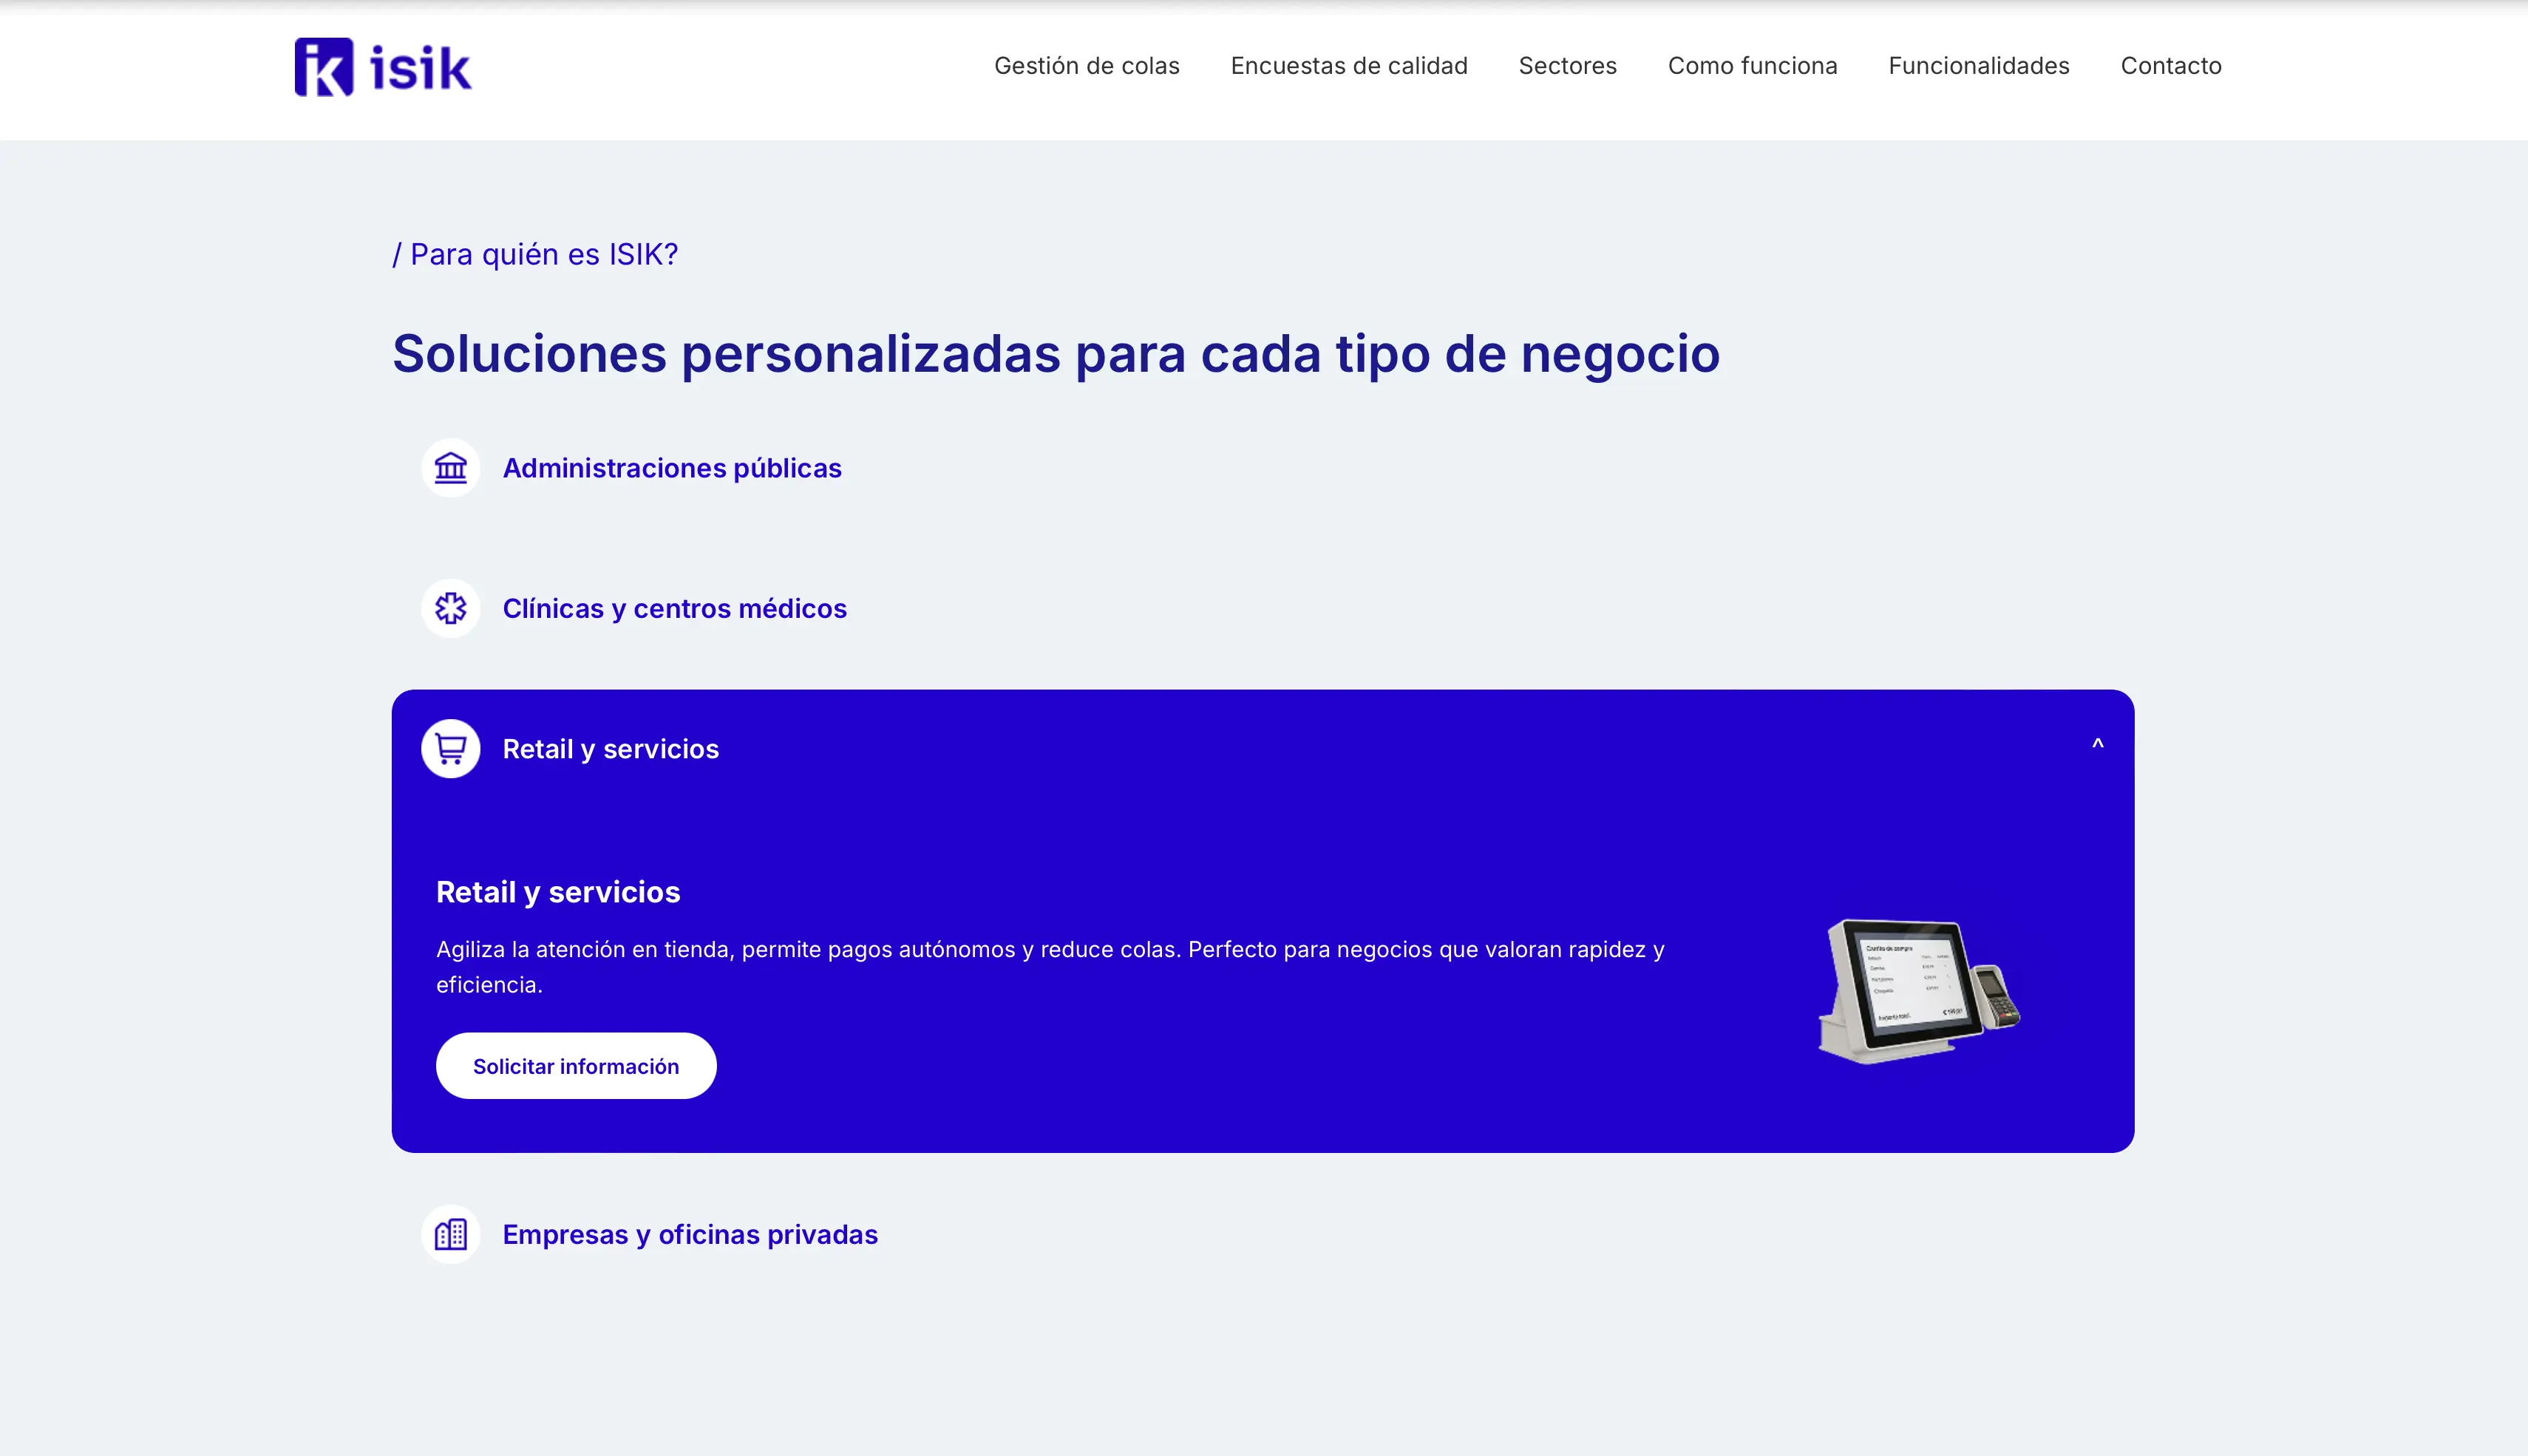 isik
Gestión de colas
Encuestas de calidad
Sectores
Como funciona
Funcionalidades
Contacto
/ Para quién es ISIK?
Soluciones personalizadas para cada tipo de negocio
Administraciones públicas
Clínicas y centros médicos
Retail y servicios
^
Retail y servicios
Agiliza la atención en tienda, permite pagos autónomos y reduce colas. Perfecto para negocios que valoran rapidez y
eficiencia.
Solicitar información
Empresas y oficinas privadas